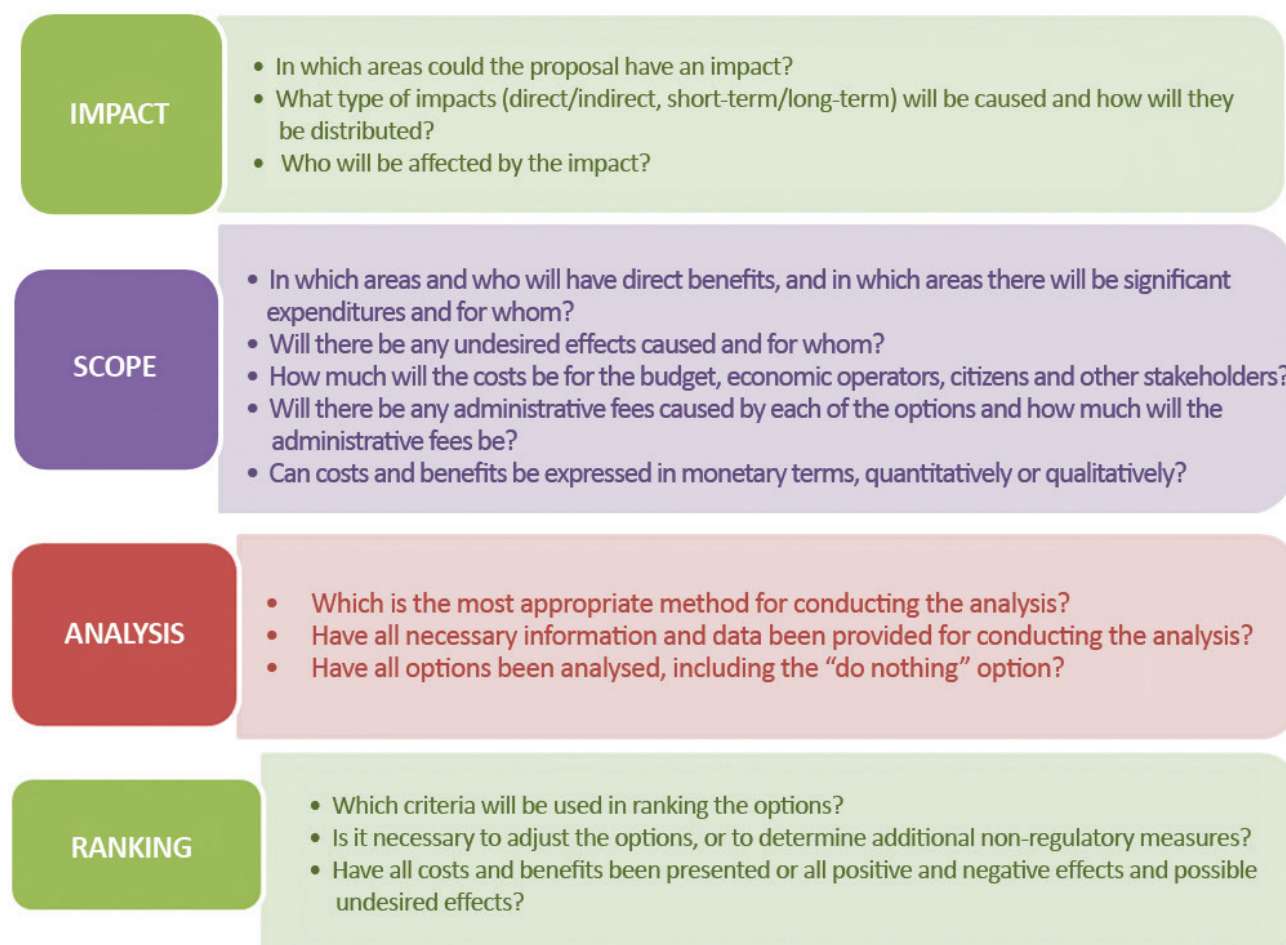 IMPACT
• In which areas could the proposal have an impact?
• What type of impacts (direct/indirect, short-term/long-term) will be caused and how will they
be distributed?
• Who will be affected by the impact?
SCOPE
• In which areas and who will have direct benefits, and in which areas there will be significant
expenditures and for whom?
• Will there be any undesired effects caused and for whom?
• How much will the costs be for the budget, economic operators, citizens and other stakeholders?
• Will there be any administrative fees caused by each of the options and how much will the
administrative fees be?
• Can costs and benefits be expressed in monetary terms, quantitatively or qualitatively?
ANALYSIS
• Which is the most appropriate method for conducting the analysis?
• Have all necessary information and data been provided for conducting the analysis?
• Have all options been analysed, including the “do nothing” option?
RANKING
• Which criteria will be used in ranking the options?
• Is it necessary to adjust the options, or to determine additional non-regulatory measures?
• Have all costs and benefits been presented or all positive and negative effects and possible
undesired effects?